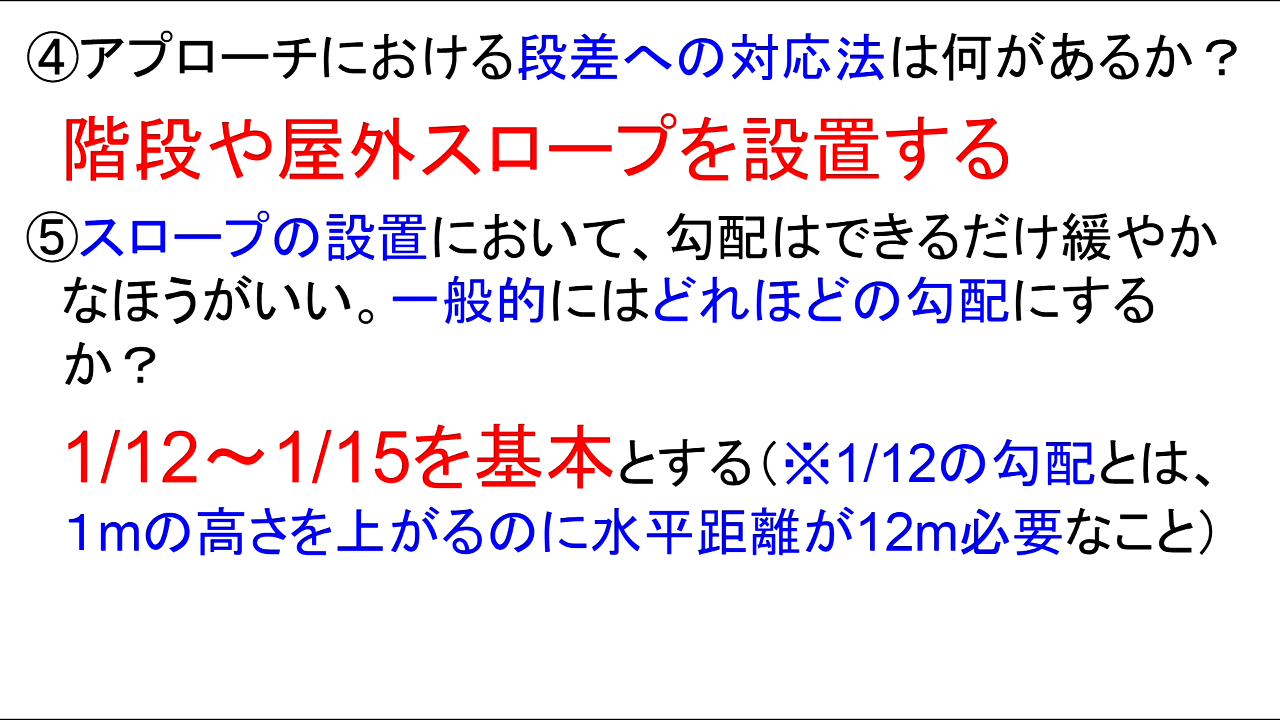 ④アプローチにおける段差への対応法は何があるか？
階段や屋外スロープを設置する
⑤スロープの設置において、勾配はできるだけ緩やか
なほうがいい。一般的にはどれほどの勾配にする
か？
1/12～1/15を基本とする（※1/12の勾配とは、
１mの高さを上がるのに水平距離が12m必要なこと）